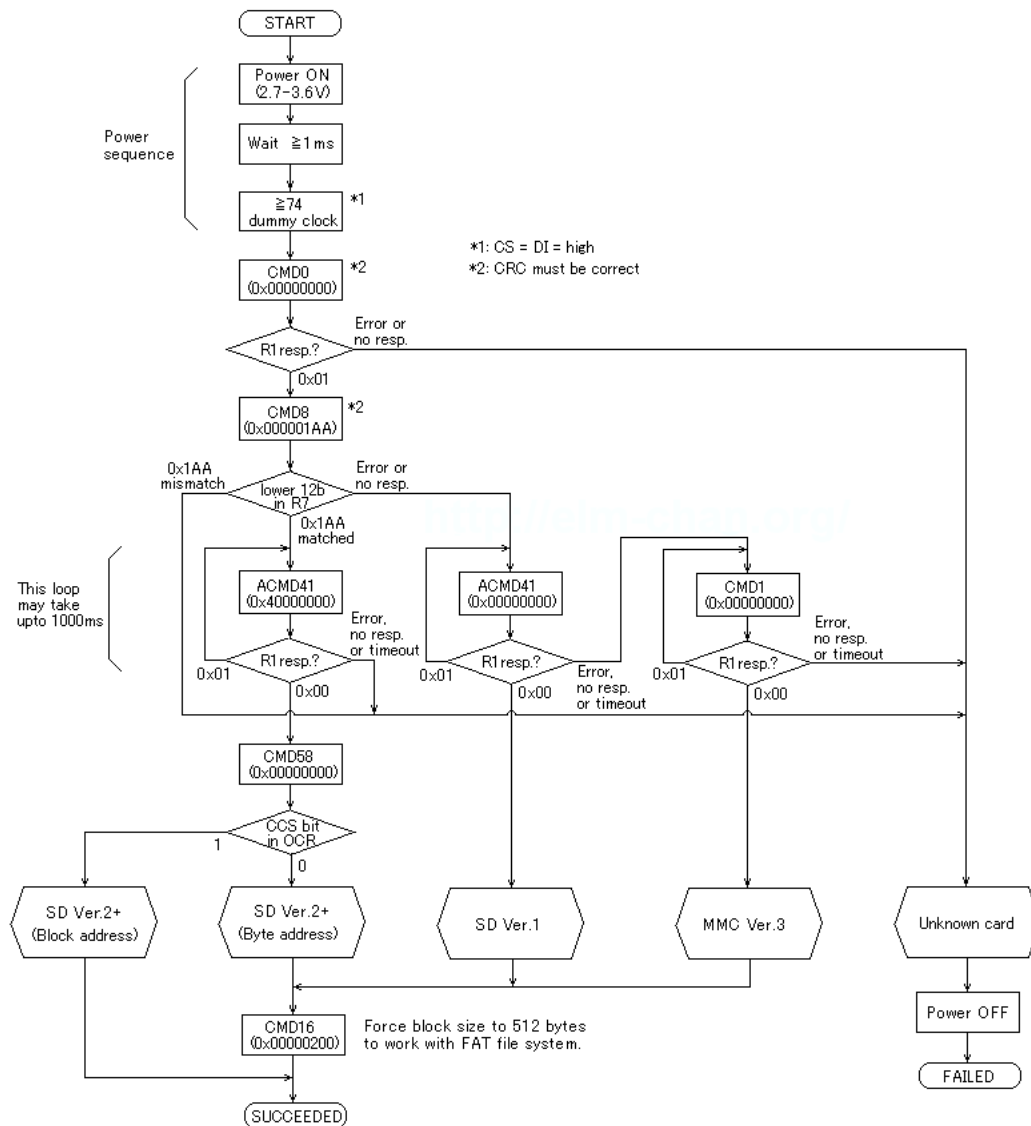 START
Power ON
(2.7-3.6V)
Power
sequence
Wait ≧1ms
≧74
dummy clock
*1
*1: CS = DI = high
*2: CRC must be correct
CMD0
(0x00000000)
*2
Error or
no resp.
R1 resp.?
0x01
CMD8
(0x000001AA)
*2
0x1AA
mismatch
Error or
no resp.
lower 12b
in R7
http://elm-chan.org/
0x1AA
matched
This loop
may take
upto 1000ms
ACMD41
(0x40000000)
ACMD41
(0x00000000)
CMD1
(0x00000000)
Error,
no resp.
or timeout
R1 resp.?
0x01
0x00
R1 resp.?
0x01
0x00
Error,
no resp.
or timeout
R1 resp.?
0x01
0x00
Error,
no resp.
or timeout
CMD58
(0x00000000)
CCS bit
in OCR
1
0
SD Ver.2+
(Block address)
SD Ver.2+
(Byte address)
SD Ver.1
MMC Ver.3
Unknown card
CMD16
(0x00000200)
Force block size to 512 bytes
to work with FAT file system.
Power OFF
FAILED
SUCCEEDED